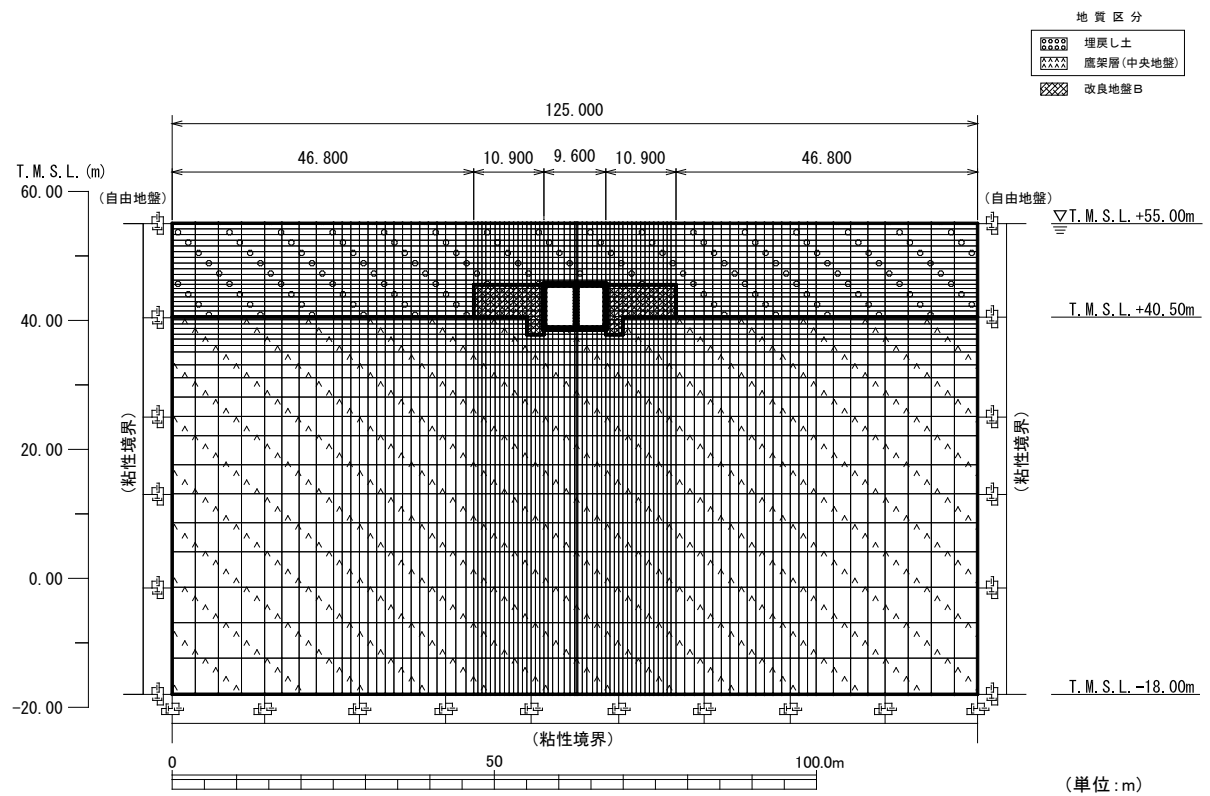 地質区分
埋戻し土
鷹架層(中央地盤)
改良地盤B
125.000
46.800 10.900 9.600 10.900 46.800
T.M.S.L.(m)
60.00
(自由地盤) (自由地盤)
▽T.M.S.L.+55.00m
40.00
T.M.S.L.+40.50m
20.00
(粘性境界) (粘性境界)
0.00
T.M.S.L.-18.00m
-20.00
(粘性境界)
0 50 100.0m
(単位:m)